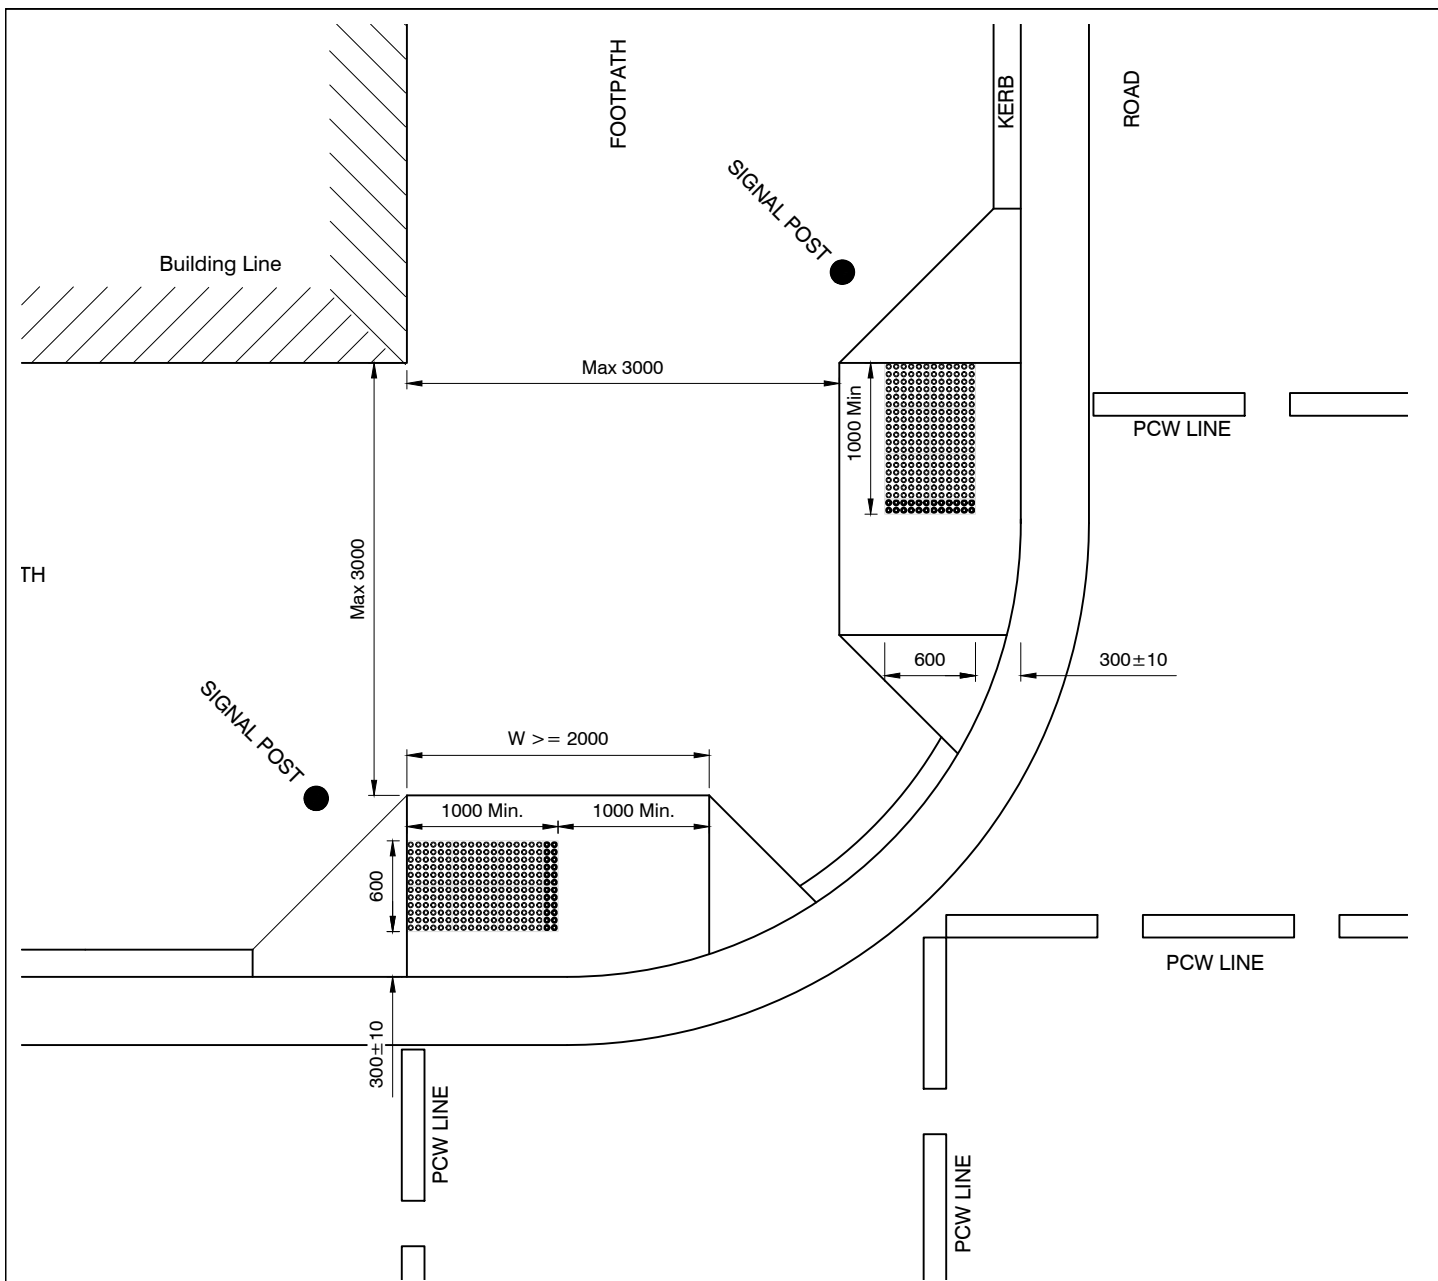 FOOTPATH
KERB
ROAD
SIGNAL POST
Building Line
Max 3000
1000 Min
PCW LINE
Max 3000
TH
600
300±10
SIGNAL POST
W >= 2000
1000 Min.
1000 Min.
600
PCW LINE
300±10
PCW LINE
PCW LINE